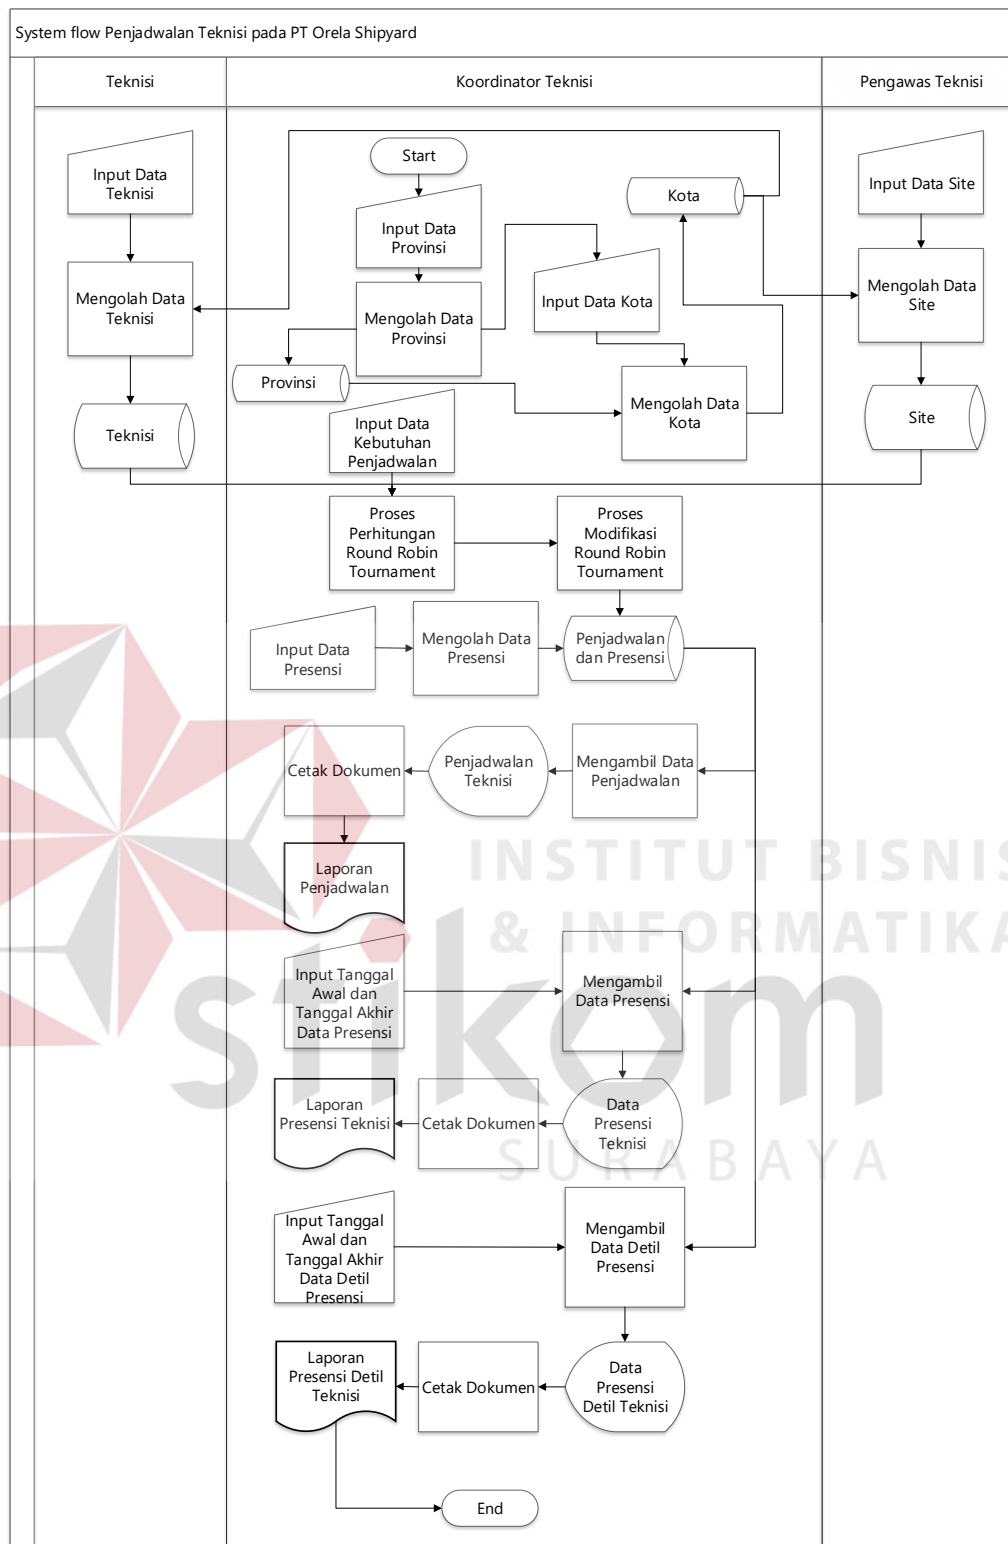 System flow Penjadwalan Teknisi pada PT Orela Shipyard
Teknisi
Koordinator Teknisi
Pengawas Teknisi
Input Data
Teknisi
Mengolah Data
Teknisi
Teknisi
Start
Input Data
Provinsi
Mengolah Data
Provinsi
Provinsi
Input Data Kota
Mengolah Data
Kota
Kota
Input Data Site
Mengolah Data
Site
Site
Input Data
Kebutuhan
Penjadwalan
Proses
Perhitungan
Round Robin
Tournament
Proses
Modifikasi
Round Robin
Tournament
Input Data
Presensi
Mengolah Data
Presensi
Penjadwalan
dan Presensi
Cetak Dokumen
Penjadwalan
Teknisi
Mengambil Data
Penjadwalan
Laporan
Penjadwalan
Input Tanggal
Awal dan
Tanggal Akhir
Data Presensi
Mengambil
Data Presensi
Laporan
Presensi Teknisi
Cetak Dokumen
Data
Presensi
Teknisi
Input Tanggal
Awal dan
Tanggal Akhir
Data Detil
Presensi
Mengambil
Data Detil
Presensi
Laporan
Presensi Detil
Teknisi
Cetak Dokumen
Data
Presensi
Detil Teknisi
End
INSTITUT BISNIS
& INFORMATIKA
stikom
SURABAYA